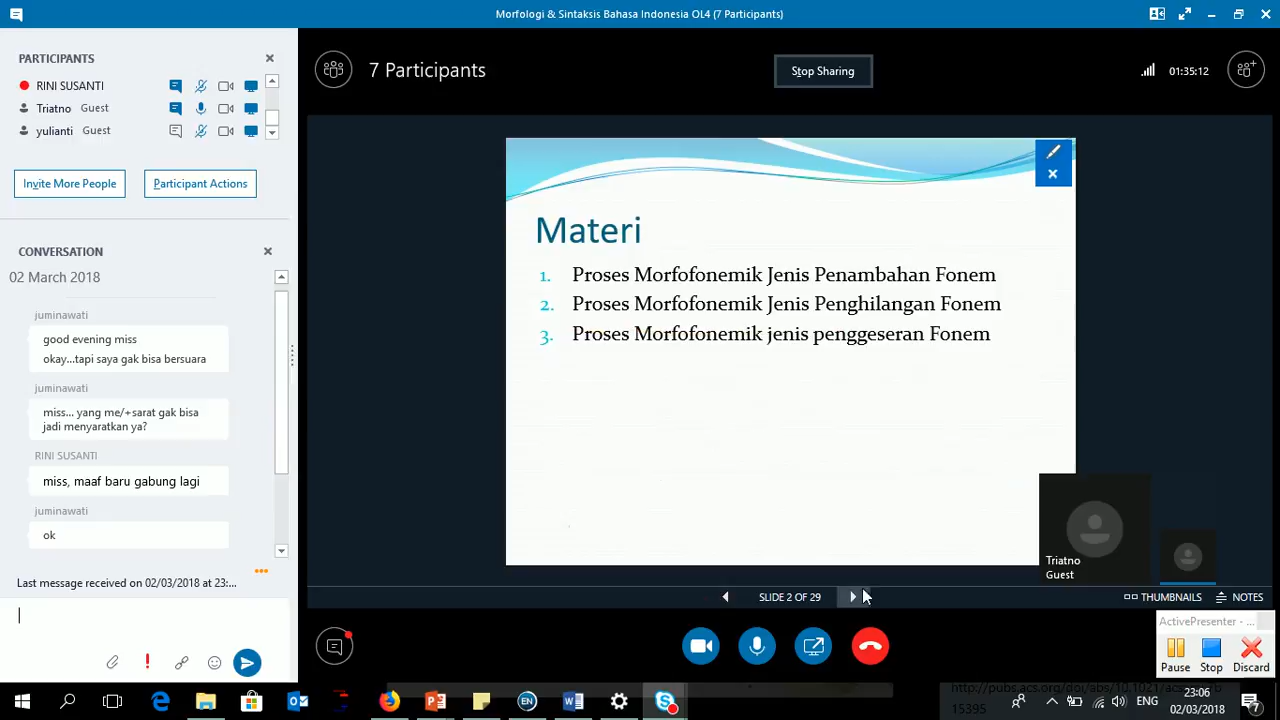 Morfologi & Sintaksis Bahasa Indonesia OL4 (7 Participants)
PARTICIPANTS
RINI SUSANTI
Triatno Guest
yulianti Guest
Invite More People
Participant Actions
CONVERSATION
02 March 2018
juminawati
good evening miss
okay...tapi saya gak bisa bersuara
juminawati
miss... yang me/+sarat gak bisa
jadi menyaratkan ya?
RINI SUSANTI
miss, maaf baru gabung lagi
juminawati
ok
Last message received on 02/03/2018 at 23:...
7 Participants
Stop Sharing
01:35:12
Materi
1. Proses Morfofonemik Jenis Penambahan Fonem
2. Proses Morfofonemik Jenis Penghilangan Fonem
3. Proses Morfofonemik jenis penggeseran Fonem
Triatno
Guest
SLIDE 2 OF 29
THUMBNAILS
NOTES
ActivePresenter - ...
Pause
Stop
Discard
EN
ENG
23:06
02/03/2018
7
15395